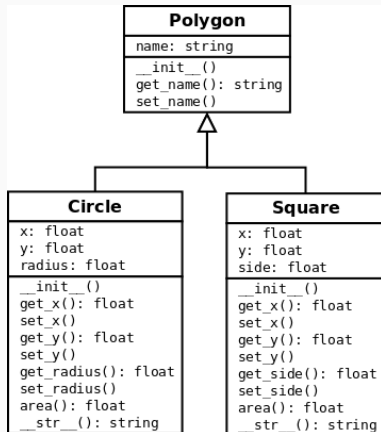 Polygon
name: string
__init__()
get_name(): string
set_name()
Circle
x: float
y: float
radius: float
__init__()
get_x(): float
set_x()
get_y(): float
set_y()
get_radius(): float
set_radius()
area(): float
__str__(): string
Square
x: float
y: float
side: float
__init__()
get_x(): float
set_x()
get_y(): float
set_y()
get_side(): float
set_side()
area(): float
__str__(): string